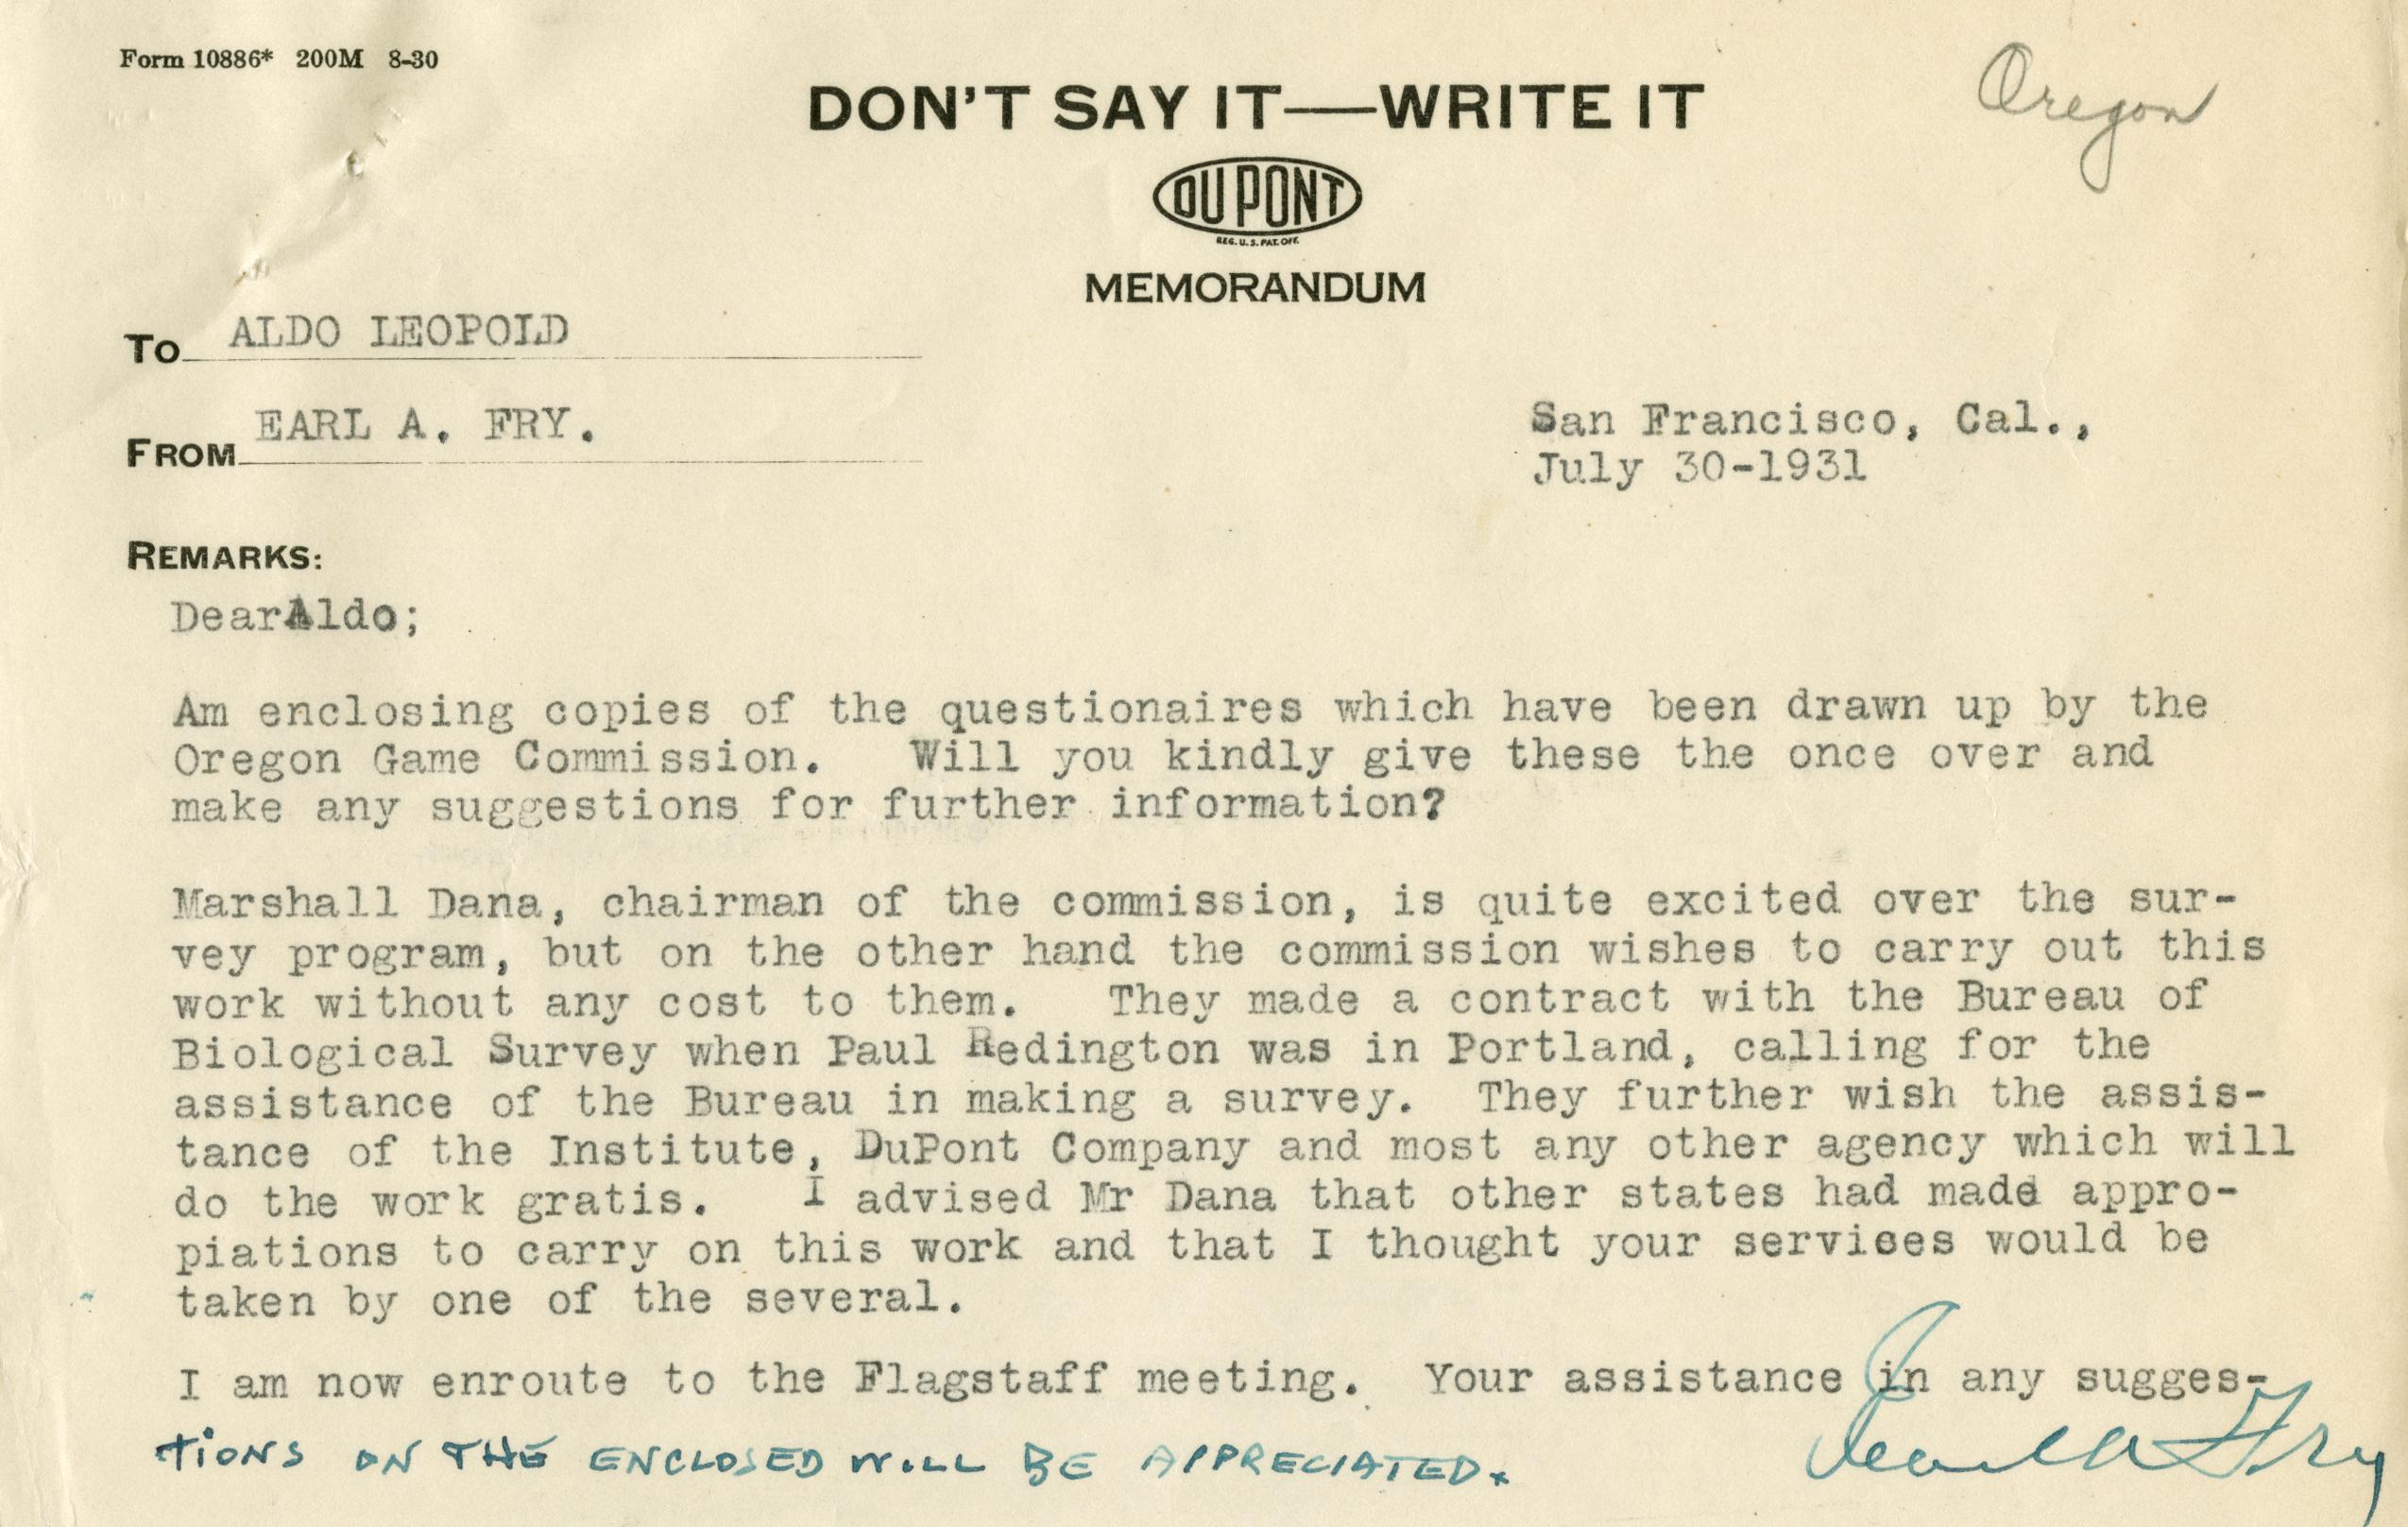 Form 10886* 200M 8-30
Oregon
DON'T SAY IT—WRITE IT
DU PONT
REG. U.S. PAT. OFF.
MEMORANDUM
To ALDO LEOPOLD
FROM EARL A. FRY.
San Francisco, Cal.,
July 30-1931
REMARKS:
DearAldo;
Am enclosing copies of the questionaires which have been drawn up by the
Oregon Game Commission. Will you kindly give these the once over and
make any suggestions for further information?
Marshall Dana, chairman of the commission, is quite excited over the sur-
vey program, but on the other hand the commission wishes to carry out this
work without any cost to them. They made a contract with the Bureau of
Biological Survey when Paul Redington was in Portland, calling for the
assistance of the Bureau in making a survey. They further wish the assis-
tance of the Institute, DuPont Company and most any other agency which will
do the work gratis. I advised Mr Dana that other states had made appro-
piations to carry on this work and that I thought your services would be
taken by one of the several.
I am now enroute to the Flagstaff meeting. Your assistance in any sugges-
TIONS ON THE ENCLOSED WILL BE APPRECIATED.
Earl A Fry